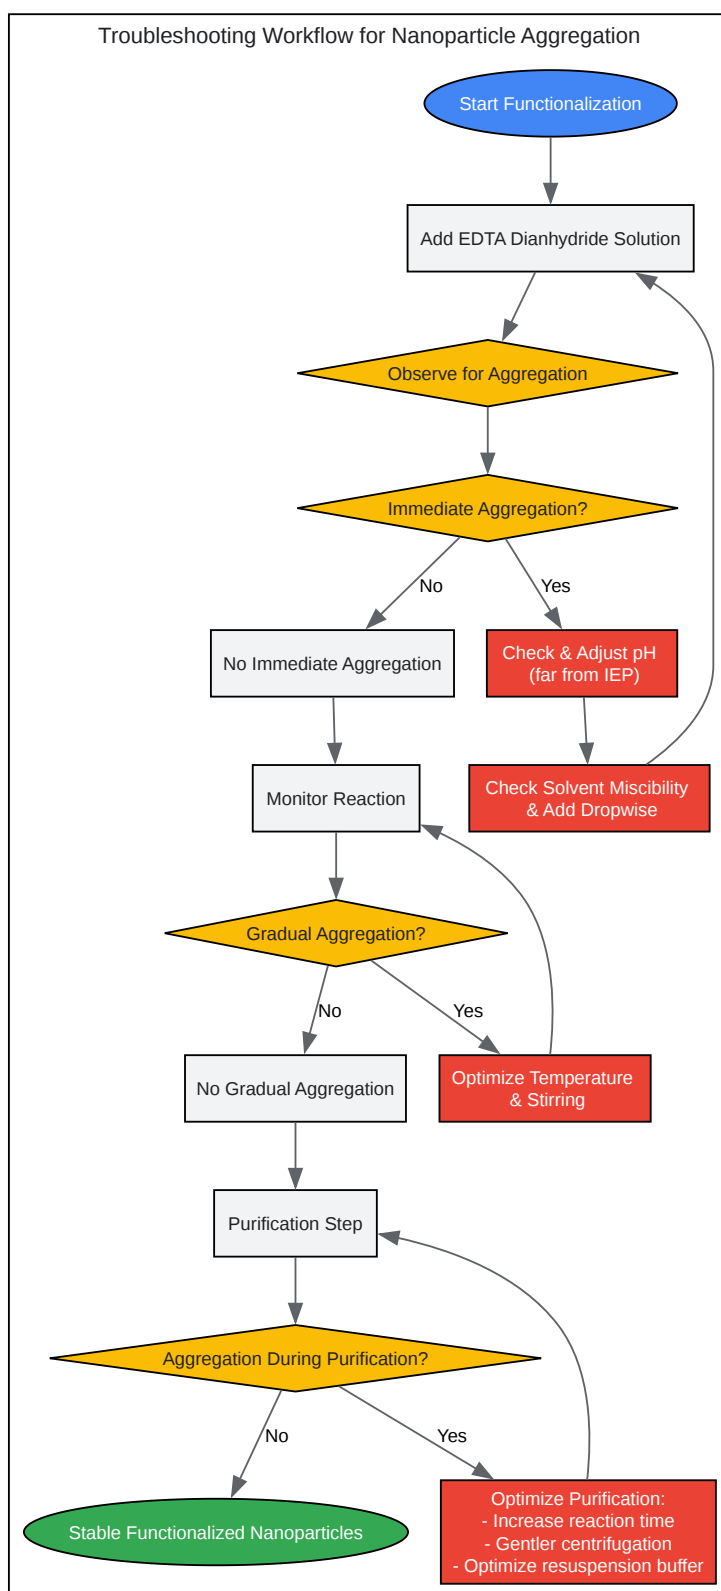 Troubleshooting Workflow for Nanoparticle Aggregation
Start Functionalization
Add EDTA Dianhydride Solution
Observe for Aggregation
Immediate Aggregation?
No
Yes
No Immediate Aggregation
Check & Adjust pH
(far from IEP)
Monitor Reaction
Check Solvent Miscibility
& Add Dropwise
Gradual Aggregation?
No
Yes
No Gradual Aggregation
Optimize Temperature
& Stirring
Purification Step
Aggregation During Purification?
No
Yes
Stable Functionalized Nanoparticles
Optimize Purification:
- Increase reaction time
- Gentler centrifugation
- Optimize resuspension buffer